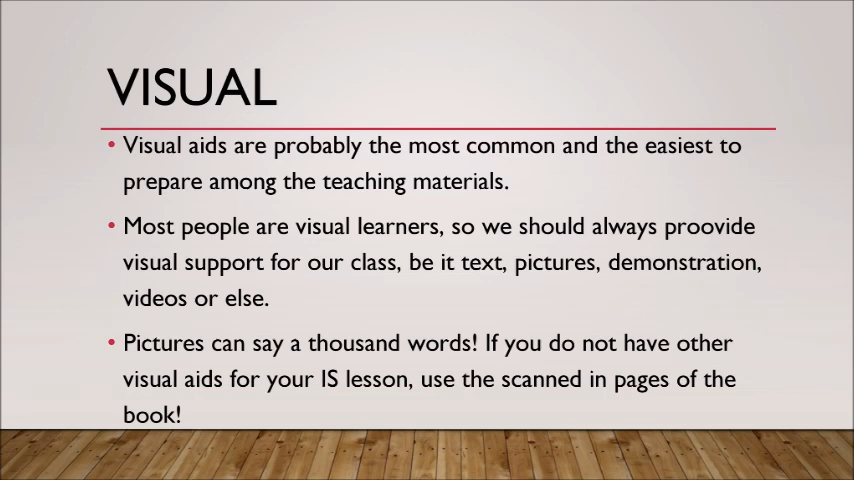 VISUAL
• Visual aids are probably the most common and the easiest to
prepare among the teaching materials.
• Most people are visual learners, so we should always proovide
visual support for our class, be it text, pictures, demonstration,
videos or else.
• Pictures can say a thousand words! If you do not have other
visual aids for your IS lesson, use the scanned in pages of the
book!